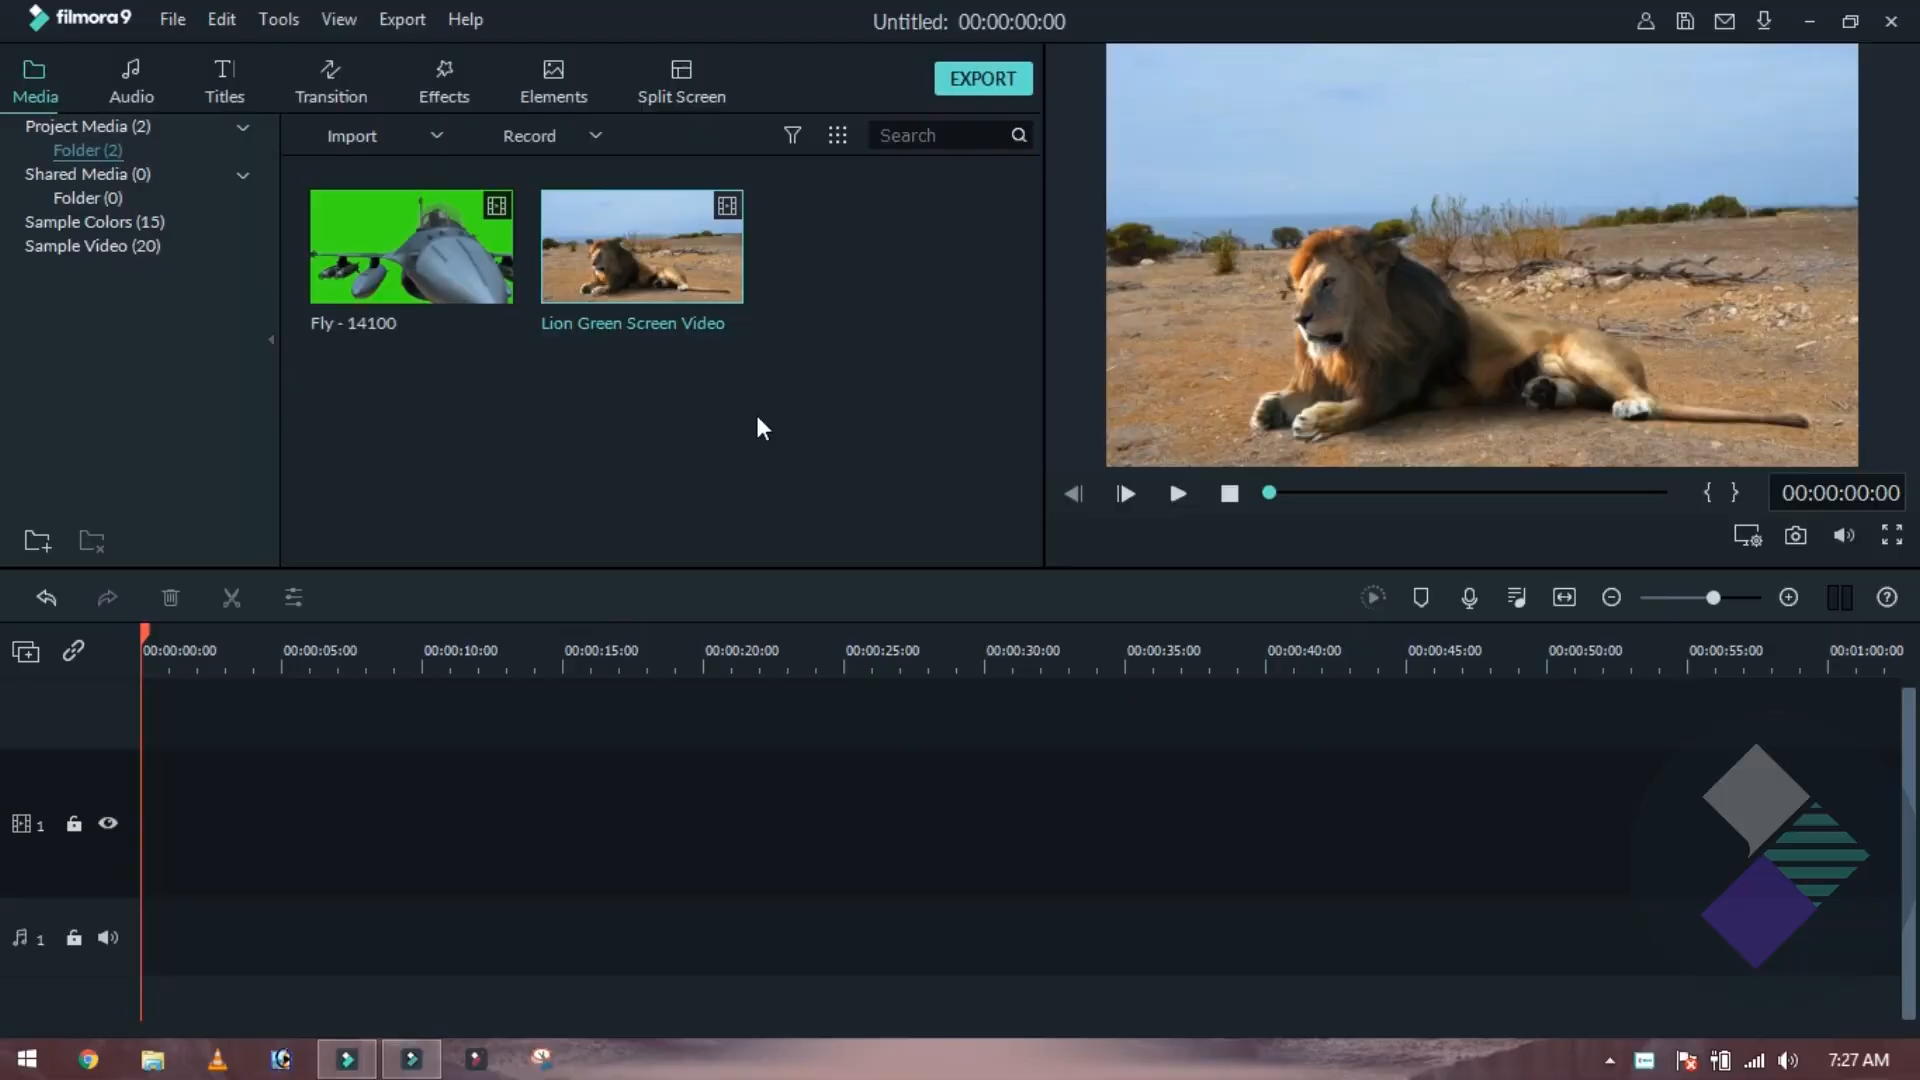 filmora9 File Edit Tools View Export Help Untitled: 00:00:00:00
Media Audio Titles Transition Effects Elements Split Screen EXPORT
Project Media (2)
Folder (2)
Shared Media (0)
Folder (0)
Sample Colors (15)
Sample Video (20)
Import Record Search
Fly - 14100 Lion Green Screen Video
00:00:00:00
00:00:00:00 00:00:05:00 00:00:10:00 00:00:15:00 00:00:20:00 00:00:25:00 00:00:30:00 00:00:35:00 00:00:40:00 00:00:45:00 00:00:50:00 00:00:55:00 00:01:00:00
1
1
7:27 AM